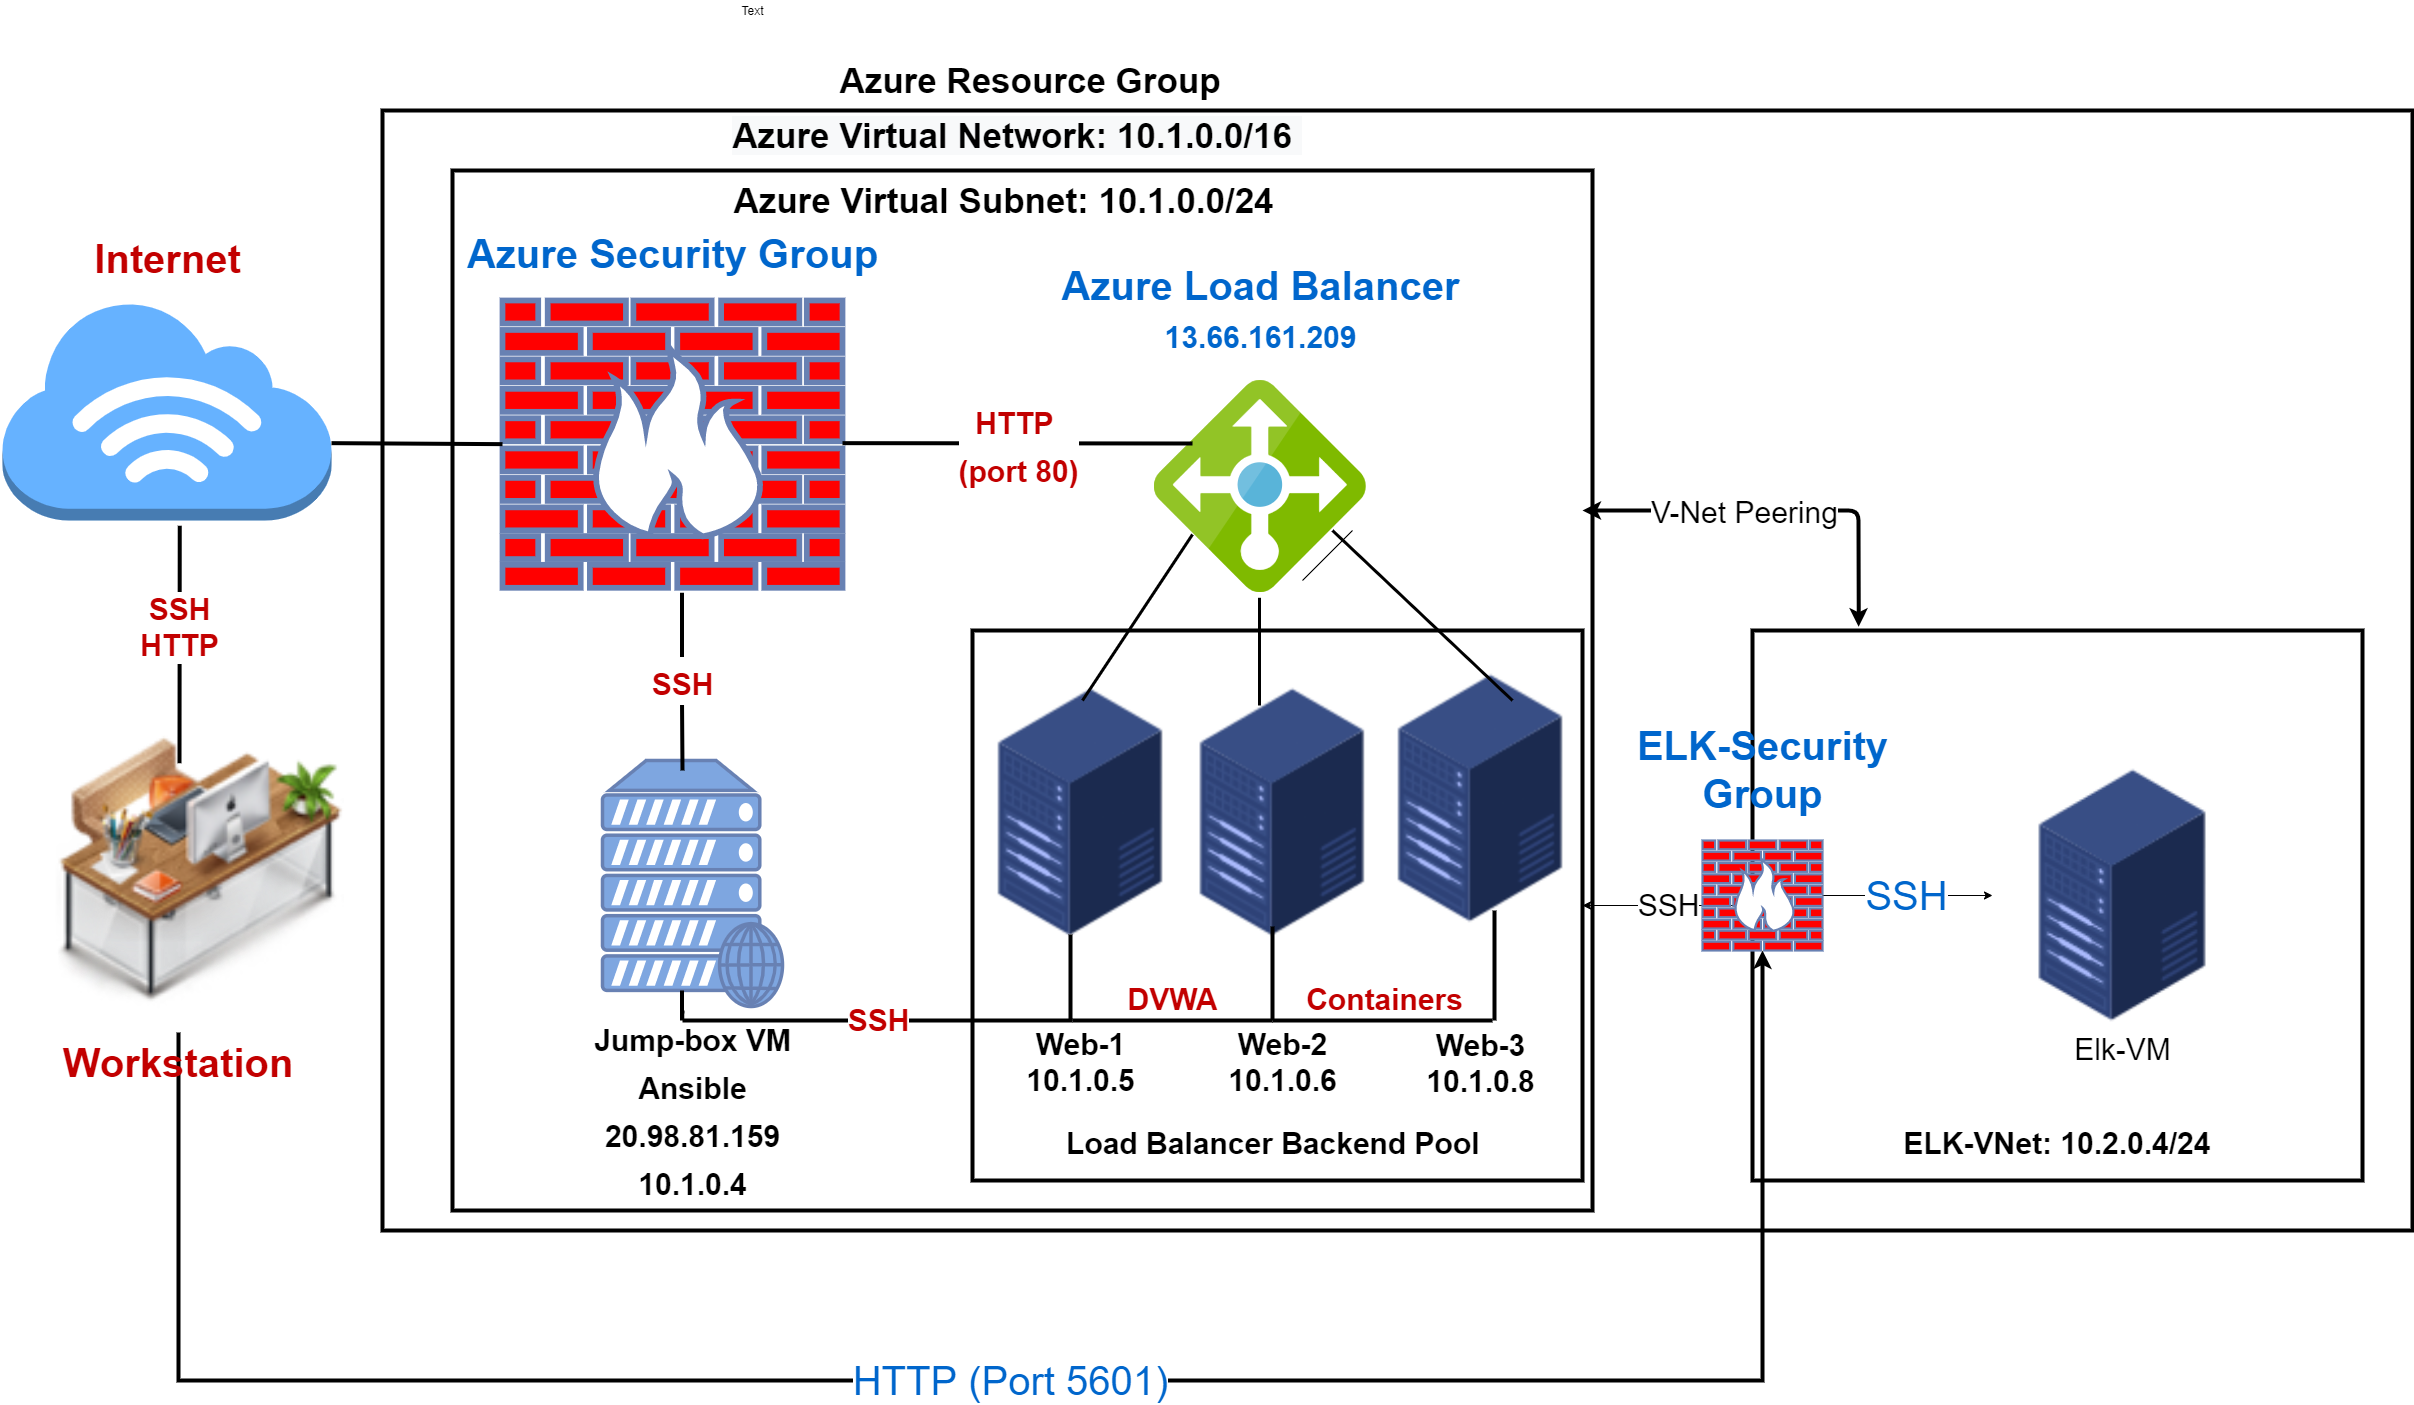 Text
Azure Resource Group
Azure Virtual Network: 10.1.0.0/16
Azure Virtual Subnet: 10.1.0.0/24
Internet
Azure Security Group
Azure Load Balancer
13.66.161.209
HTTP
(port 80)
V-Net Peering
SSH
HTTP
SSH
ELK-Security
Group
SSH
SSH
DVWA
Containers
SSH
Workstation
Jump-box VM
Ansible
20.98.81.159
10.1.0.4
Web-1
10.1.0.5
Web-2
10.1.0.6
Web-3
10.1.0.8
Load Balancer Backend Pool
Elk-VM
ELK-VNet: 10.2.0.4/24
HTTP (Port 5601)